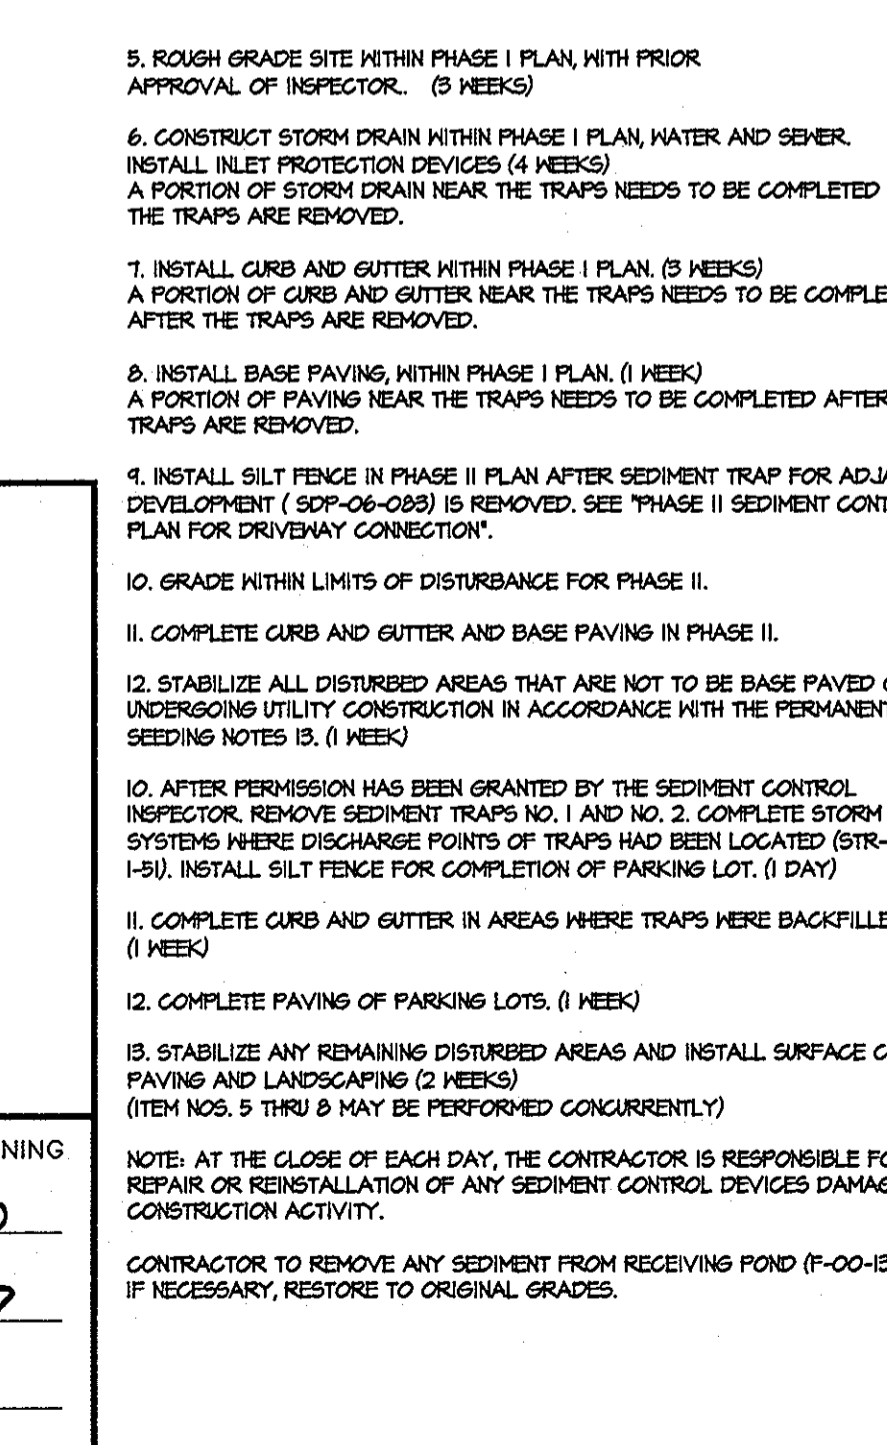 5. ROUGH GRADE SITE WITHIN PHASE I PLAN, WITH PRIOR
APPROVAL OF INSPECTOR. (3 WEEKS)
6. CONSTRUCT STORM DRAIN WITHIN PHASE I PLAN, WATER AND SEWER.
INSTALL INLET PROTECTION DEVICES (4 WEEKS)
A PORTION OF STORM DRAIN NEAR THE TRAPS NEEDS TO BE COMPLETED
THE TRAPS ARE REMOVED.
7. INSTALL CURB AND GUTTER WITHIN PHASE I PLAN. (3 WEEKS)
A PORTION OF CURB AND GUTTER NEAR THE TRAPS NEEDS TO BE COMPLE
AFTER THE TRAPS ARE REMOVED.
8. INSTALL BASE PAVING, WITHIN PHASE I PLAN. (1 WEEK)
A PORTION OF PAVING NEAR THE TRAPS NEEDS TO BE COMPLETED AFTER
TRAPS ARE REMOVED.
9. INSTALL SILT FENCE IN PHASE II PLAN AFTER SEDIMENT TRAP FOR ADJA
DEVELOPMENT ( SDP-06-083) IS REMOVED. SEE "PHASE II SEDIMENT CONT
PLAN FOR DRIVEWAY CONNECTION".
10. GRADE WITHIN LIMITS OF DISTURBANCE FOR PHASE II.
11. COMPLETE CURB AND GUTTER AND BASE PAVING IN PHASE II.
12. STABILIZE ALL DISTURBED AREAS THAT ARE NOT TO BE BASE PAVED
UNDERGOING UTILITY CONSTRUCTION IN ACCORDANCE WITH THE PERMANENT
SEEDING NOTES 13. (1 WEEK)
10. AFTER PERMISSION HAS BEEN GRANTED BY THE SEDIMENT CONTROL
INSPECTOR. REMOVE SEDIMENT TRAPS NO. 1 AND NO. 2. COMPLETE STORM
SYSTEMS WHERE DISCHARGE POINTS OF TRAPS HAD BEEN LOCATED (STR-
I-51). INSTALL SILT FENCE FOR COMPLETION OF PARKING LOT. (1 DAY)
11. COMPLETE CURB AND GUTTER IN AREAS WHERE TRAPS WERE BACKFILLE
(1 WEEK)
12. COMPLETE PAVING OF PARKING LOTS. (1 WEEK)
13. STABILIZE ANY REMAINING DISTURBED AREAS AND INSTALL SURFACE C
PAVING AND LANDSCAPING (2 WEEKS)
(ITEM NOS. 5 THRU 8 MAY BE PERFORMED CONCURRENTLY)
NOTE: AT THE CLOSE OF EACH DAY, THE CONTRACTOR IS RESPONSIBLE FO
REPAIR OR REINSTALLATION OF ANY SEDIMENT CONTROL DEVICES DAMAG
CONSTRUCTION ACTIVITY.
CONTRACTOR TO REMOVE ANY SEDIMENT FROM RECEIVING POND (F-00-13
IF NECESSARY, RESTORE TO ORIGINAL GRADES.
NING